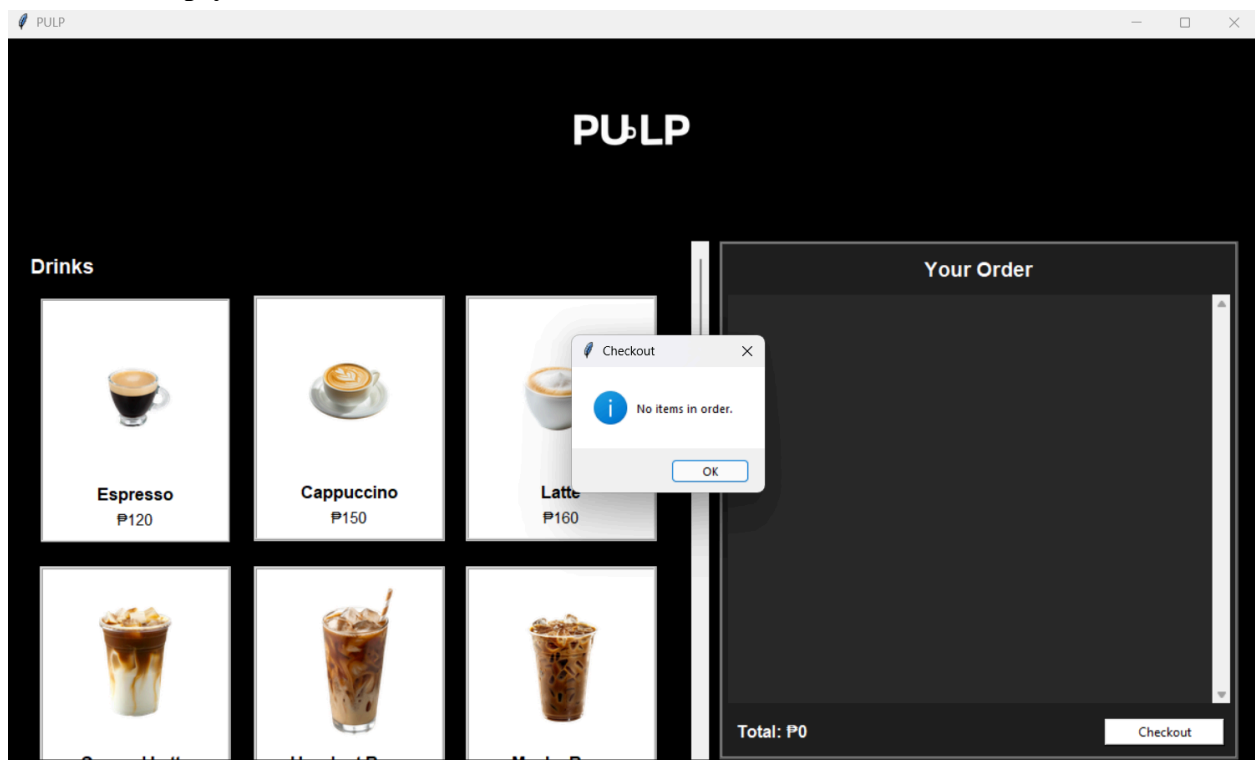 PULP
PULP
Drinks
Your Order
Checkout
No items in order.
OK
Espresso
₱120
Cappuccino
₱150
Latte
₱160
Total: ₱0
Checkout